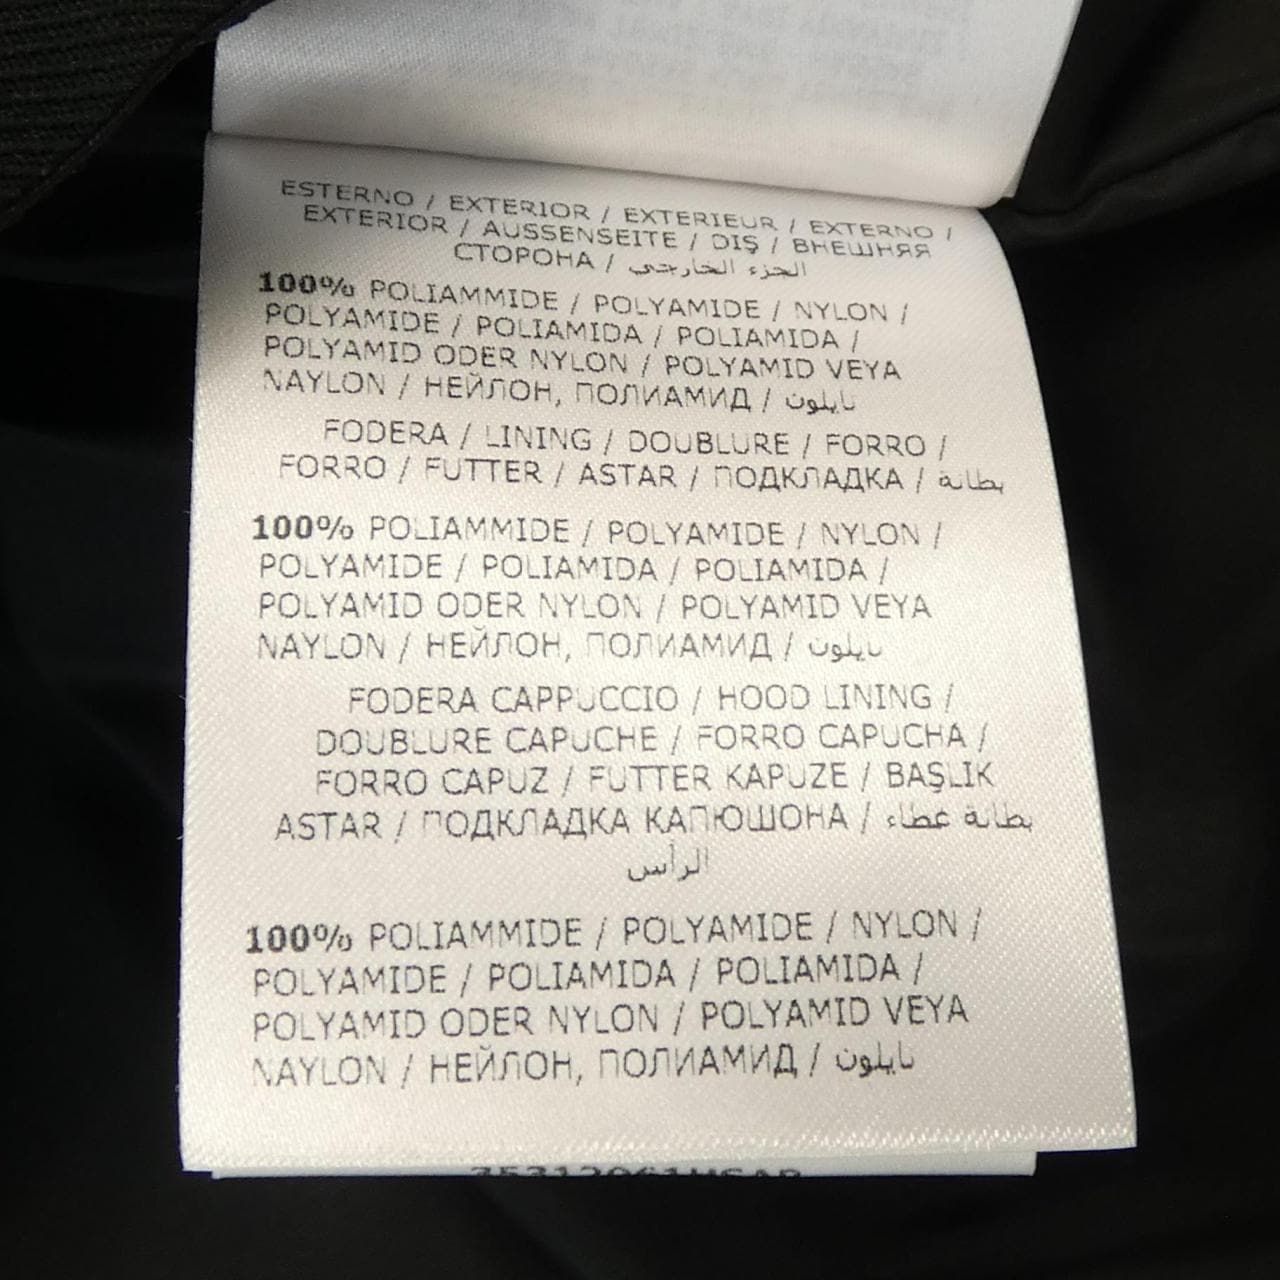 ESTERNO / EXTERIOR / EXTERIEUR / EXTERNO /
EXTERIOR / AUSSENSEITE / DIŞ / ВНЕШНЯЯ
СТОРОНА / الجزء الخارجي
100% POLIAMMIDE / POLYAMIDE / NYLON /
POLYAMIDE / POLIAMIDA / POLIAMIDA /
POLYAMID ODER NYLON / POLYAMID VEYA
NAYLON / НЕЙЛОН, ПОЛИАМИД / نايلون
FODERA / LINING / DOUBLURE / FORRO /
FORRO / FUTTER / ASTAR / ПОДКЛАДКА / بطانة
100% POLIAMMIDE / POLYAMIDE / NYLON /
POLYAMIDE / POLIAMIDA / POLIAMIDA /
POLYAMID ODER NYLON / POLYAMID VEYA
NAYLON / НЕЙЛОН, ПОЛИАМИД / نايلون
FODERA CAPPUCCIO / HOOD LINING /
DOUBLURE CAPUCHE / FORRO CAPUCHA /
FORRO CAPUZ / FUTTER KAPUZE / BAŞLIK
ASTAR / ПОДКЛАДКА КАПЮШОНА / بطانة غطاء
الرأس
100% POLIAMMIDE / POLYAMIDE / NYLON /
POLYAMIDE / POLIAMIDA / POLIAMIDA /
POLYAMID ODER NYLON / POLYAMID VEYA
NAYLON / НЕЙЛОН, ПОЛИАМИД / نايلون